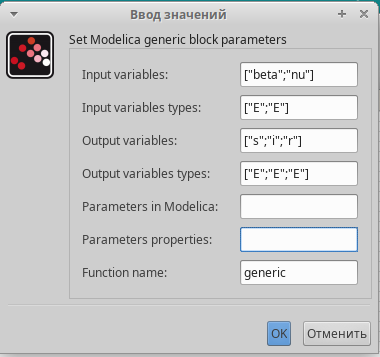 Ввод значений
Set Modelica generic block parameters
Input variables: ["beta";"nu"]
Input variables types: ["E";"E"]
Output variables: ["s";"i";"r"]
Output variables types: ["E";"E";"E"]
Parameters in Modelica:
Parameters properties:
Function name: generic
OK Отменить